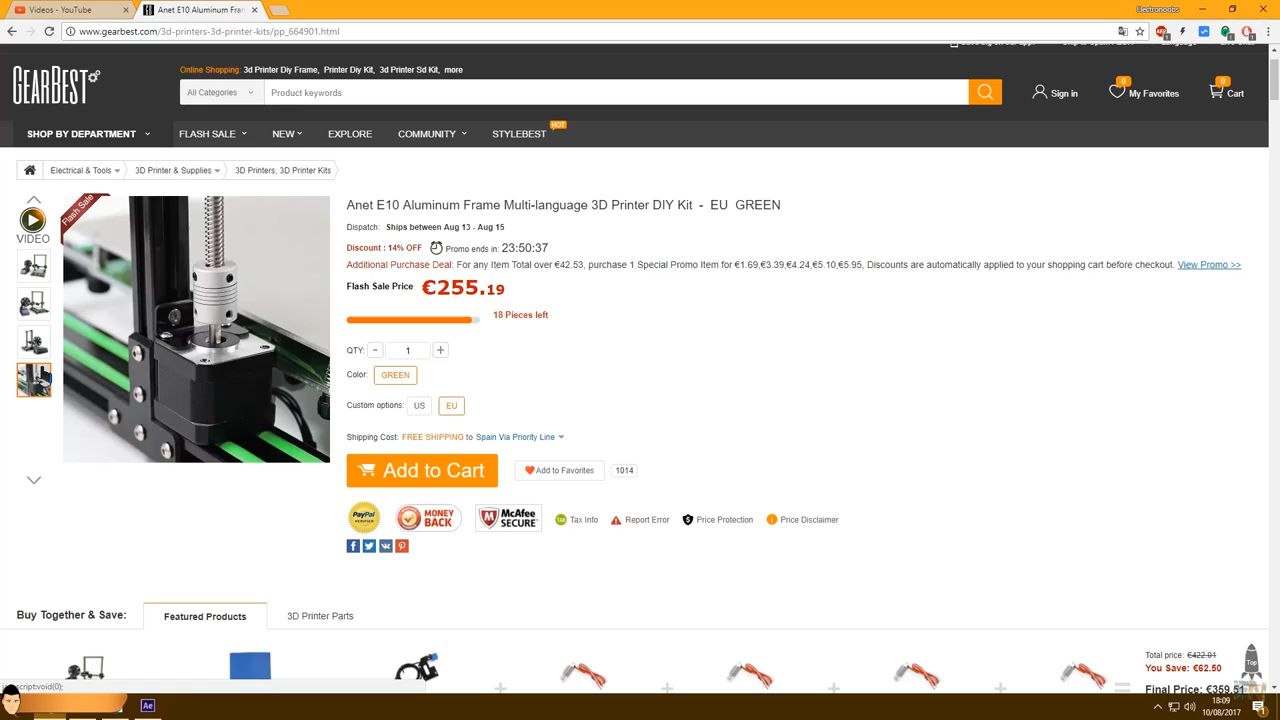 Videos - YouTube
Anet E10 Aluminum Fram
Electronoobs
www.gearbest.com/3d-printers-3d-printer-kits/pp_664901.html
GEARBEST
Online Shopping: 3d Printer Diy Frame, Printer Diy Kit, 3d Printer Sd Kit, more
All Categories
Product keywords
Sign in
0
My Favorites
0
Cart
SHOP BY DEPARTMENT
FLASH SALE
NEW
EXPLORE
COMMUNITY
STYLEBEST
HOT
Electrical & Tools
3D Printer & Supplies
3D Printers, 3D Printer Kits
VIDEO
Flash Sale
Anet E10 Aluminum Frame Multi-language 3D Printer DIY Kit - EU GREEN
Dispatch: Ships between Aug 13 - Aug 15
Discount : 14% OFF Promo ends in: 23:50:37
Additional Purchase Deal: For any Item Total over €42.53, purchase 1 Special Promo Item for €1.69,€3.39,€4.24,€5.10,€5.95, Discounts are automatically applied to your shopping cart before checkout. View Promo >>
Flash Sale Price €255.19
18 Pieces left
QTY: - 1 +
Color: GREEN
Custom options: US EU
Shipping Cost: FREE SHIPPING to Spain Via Priority Line
Add to Cart
Add to Favorites
1014
PayPal VERIFIED
MONEY BACK
McAfee SECURE
TAX Tax Info
Report Error
Price Protection
Price Disclaimer
Buy Together & Save:
Featured Products
3D Printer Parts
Total price: €422.01
You Save: €62.50
Final Price: €359.51
Top
Ae
18:09
10/08/2017